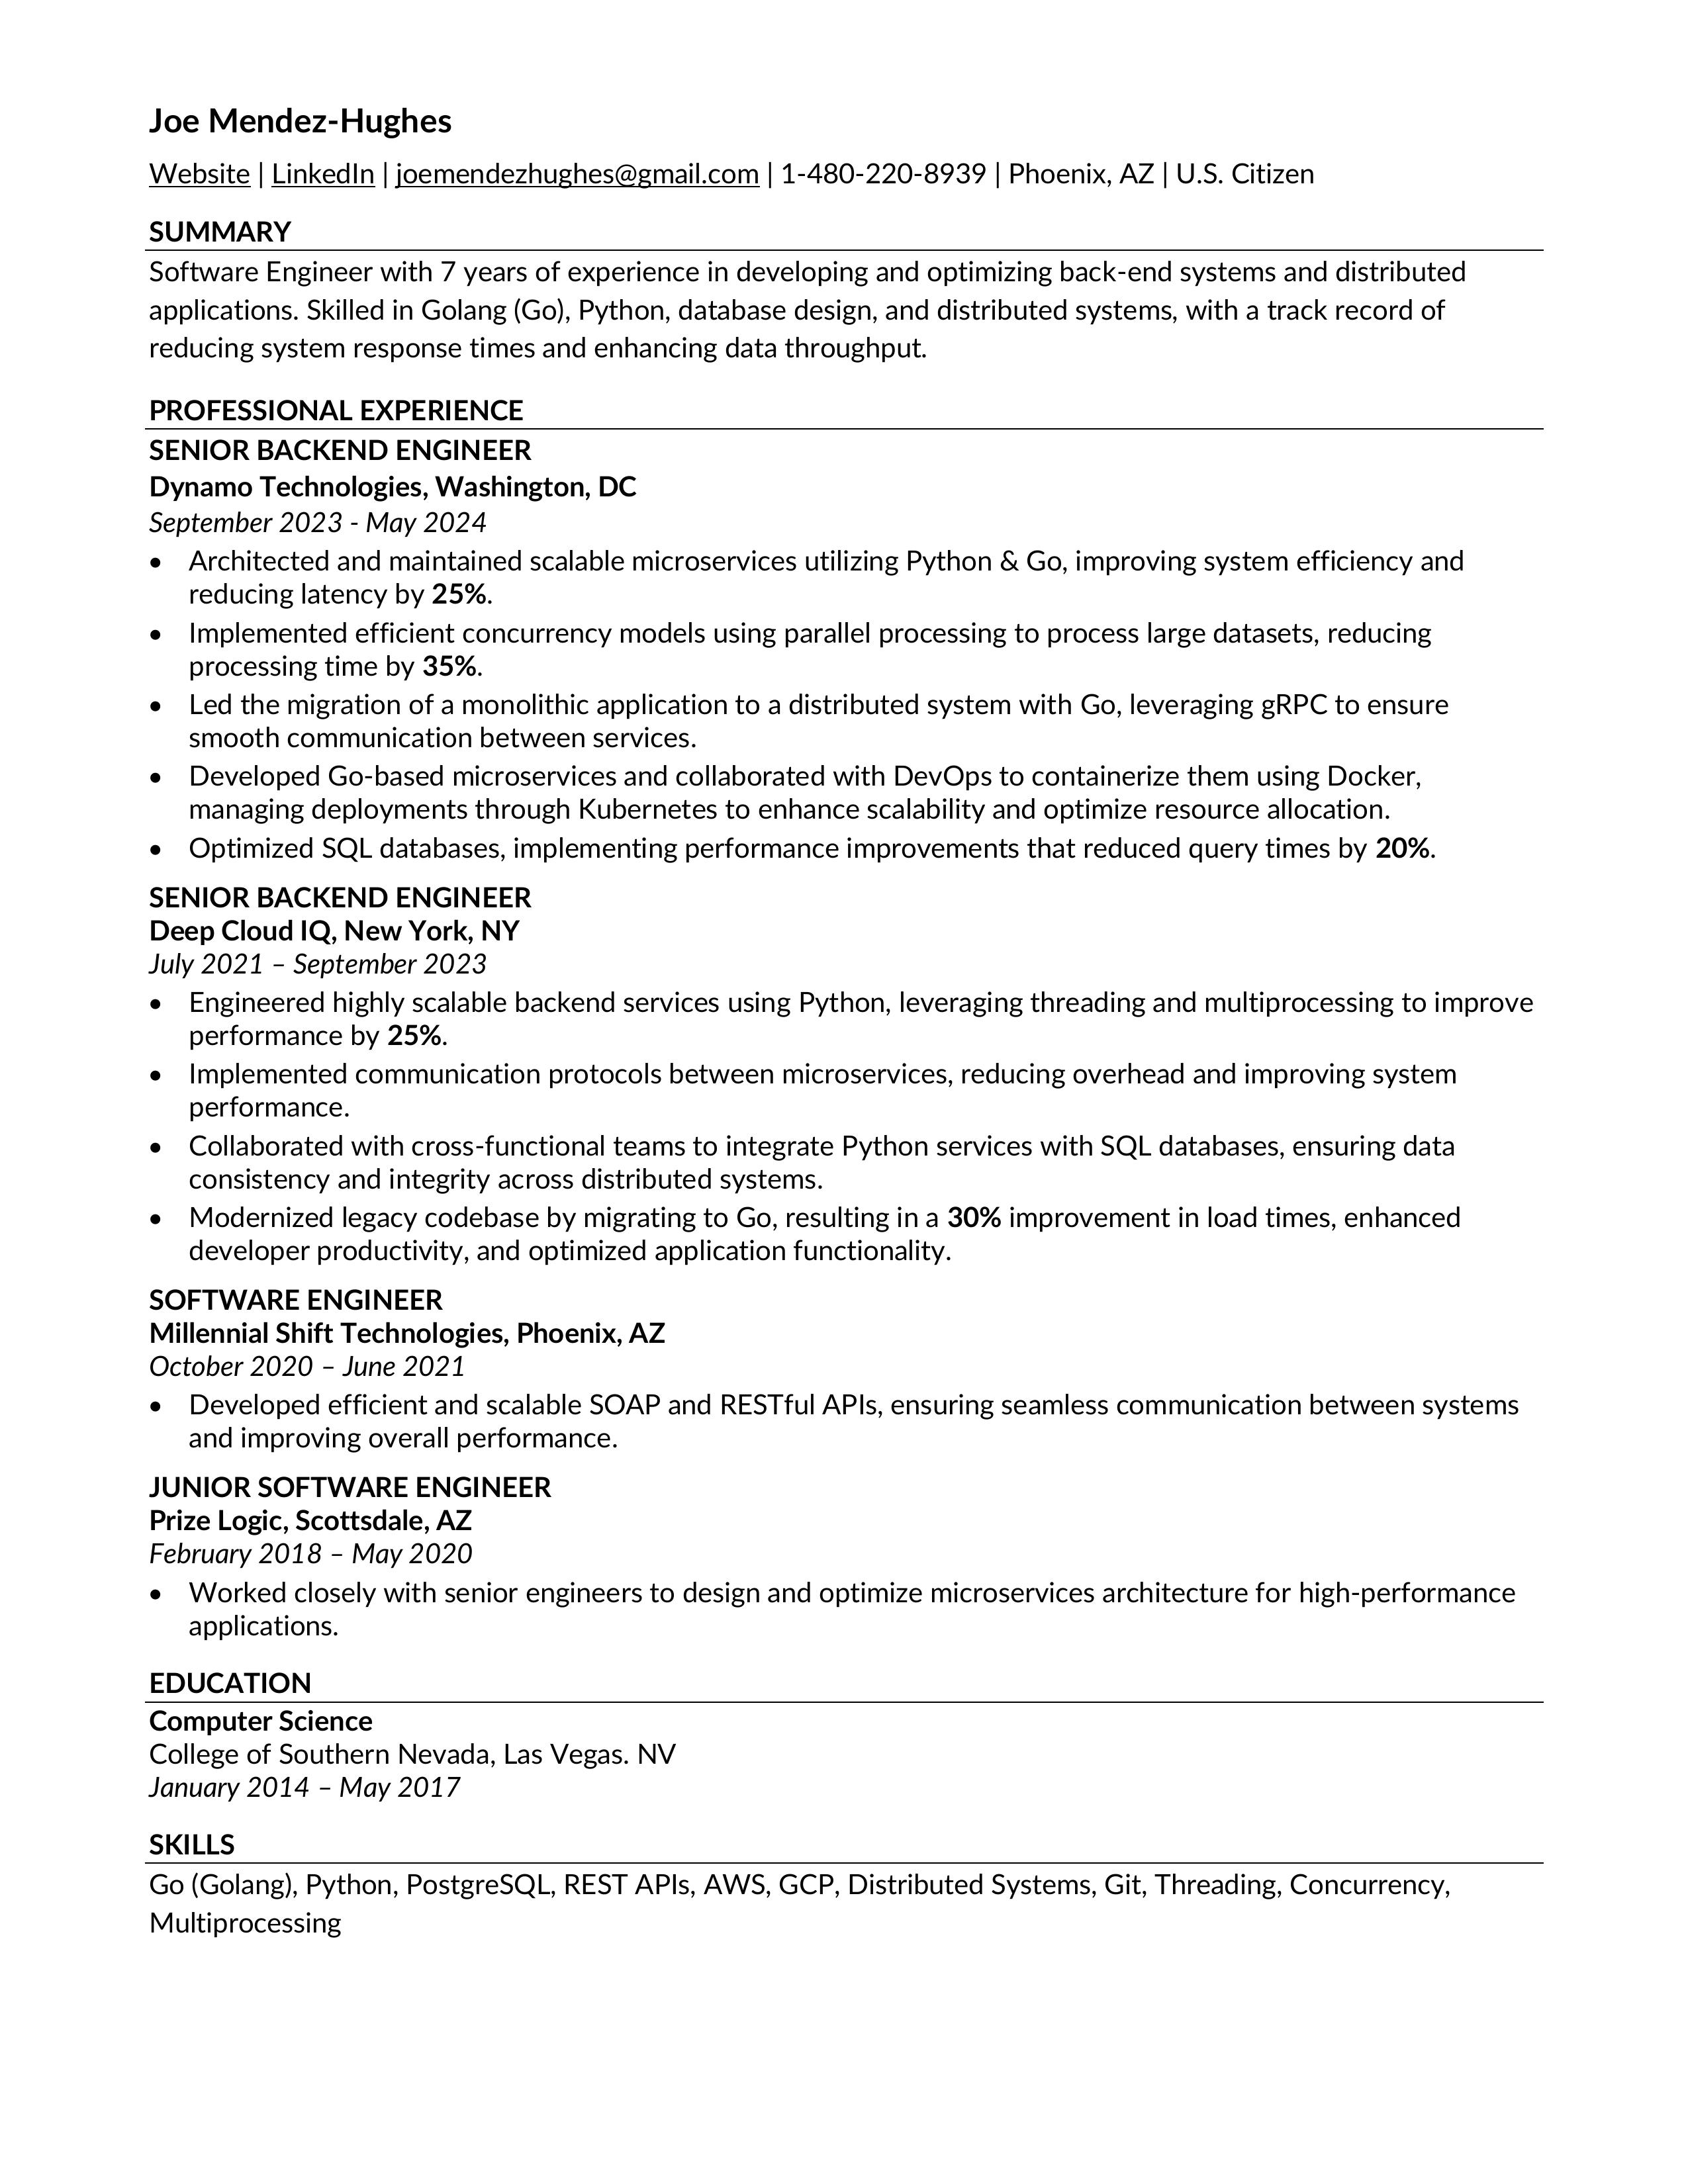 Joe Mendez-Hughes
Website | LinkedIn | joemendezhughes@gmail.com | 1-480-220-8939 | Phoenix, AZ | U.S. Citizen
SUMMARY
Software Engineer with 7 years of experience in developing and optimizing back-end systems and distributed
applications. Skilled in Golang (Go), Python, database design, and distributed systems, with a track record of
reducing system response times and enhancing data throughput.
PROFESSIONAL EXPERIENCE
SENIOR BACKEND ENGINEER
Dynamo Technologies, Washington, DC
September 2023 - May 2024
• Architected and maintained scalable microservices utilizing Python & Go, improving system efficiency and
reducing latency by 25%.
• Implemented efficient concurrency models using parallel processing to process large datasets, reducing
processing time by 35%.
• Led the migration of a monolithic application to a distributed system with Go, leveraging gRPC to ensure
smooth communication between services.
• Developed Go-based microservices and collaborated with DevOps to containerize them using Docker,
managing deployments through Kubernetes to enhance scalability and optimize resource allocation.
• Optimized SQL databases, implementing performance improvements that reduced query times by 20%.
SENIOR BACKEND ENGINEER
Deep Cloud IQ, New York, NY
July 2021 – September 2023
• Engineered highly scalable backend services using Python, leveraging threading and multiprocessing to improve
performance by 25%.
• Implemented communication protocols between microservices, reducing overhead and improving system
performance.
• Collaborated with cross-functional teams to integrate Python services with SQL databases, ensuring data
consistency and integrity across distributed systems.
• Modernized legacy codebase by migrating to Go, resulting in a 30% improvement in load times, enhanced
developer productivity, and optimized application functionality.
SOFTWARE ENGINEER
Millennial Shift Technologies, Phoenix, AZ
October 2020 – June 2021
• Developed efficient and scalable SOAP and RESTful APIs, ensuring seamless communication between systems
and improving overall performance.
JUNIOR SOFTWARE ENGINEER
Prize Logic, Scottsdale, AZ
February 2018 – May 2020
• Worked closely with senior engineers to design and optimize microservices architecture for high-performance
applications.
EDUCATION
Computer Science
College of Southern Nevada, Las Vegas. NV
January 2014 – May 2017
SKILLS
Go (Golang), Python, PostgreSQL, REST APIs, AWS, GCP, Distributed Systems, Git, Threading, Concurrency,
Multiprocessing